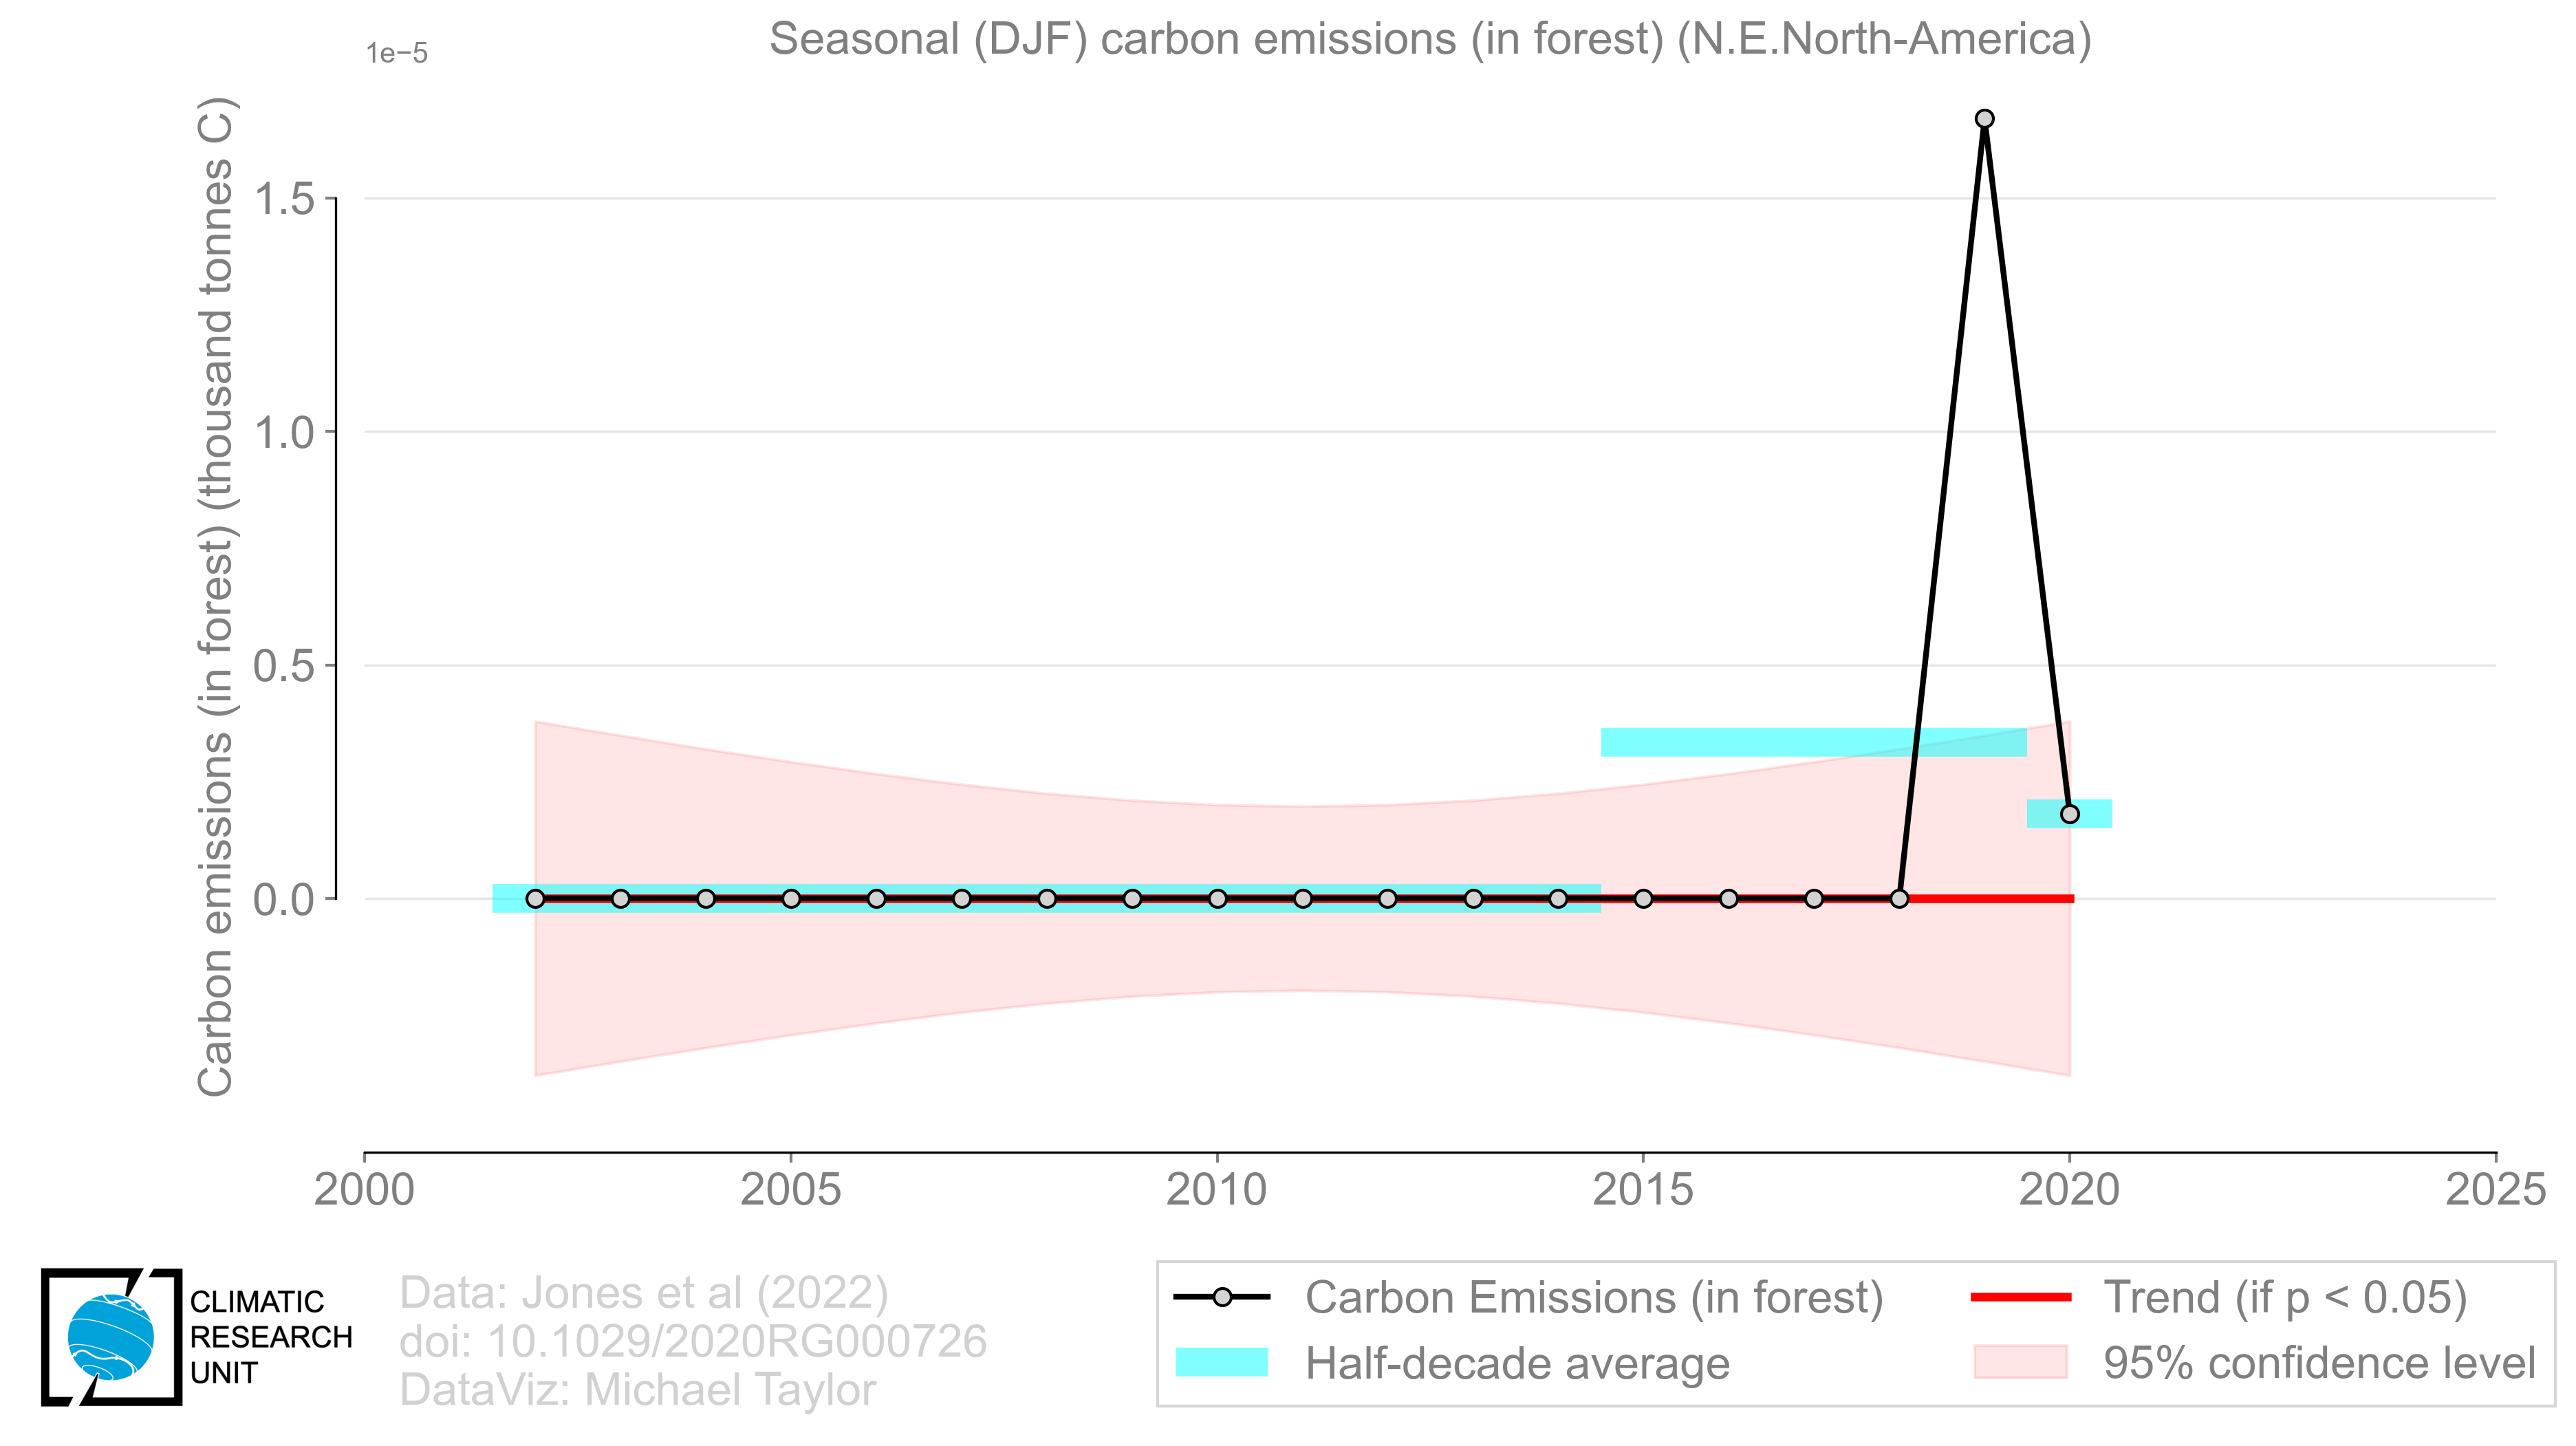 Seasonal (DJF) carbon emissions (in forest) (N.E.North-America)
1e−5
Carbon emissions (in forest) (thousand tonnes C)
1.5
1.0
0.5
0.0
2000
2005
2010
2015
2020
2025
CLIMATIC
RESEARCH
UNIT
Data: Jones et al (2022)
doi: 10.1029/2020RG000726
DataViz: Michael Taylor
Carbon Emissions (in forest)
Half-decade average
Trend (if p < 0.05)
95% confidence level